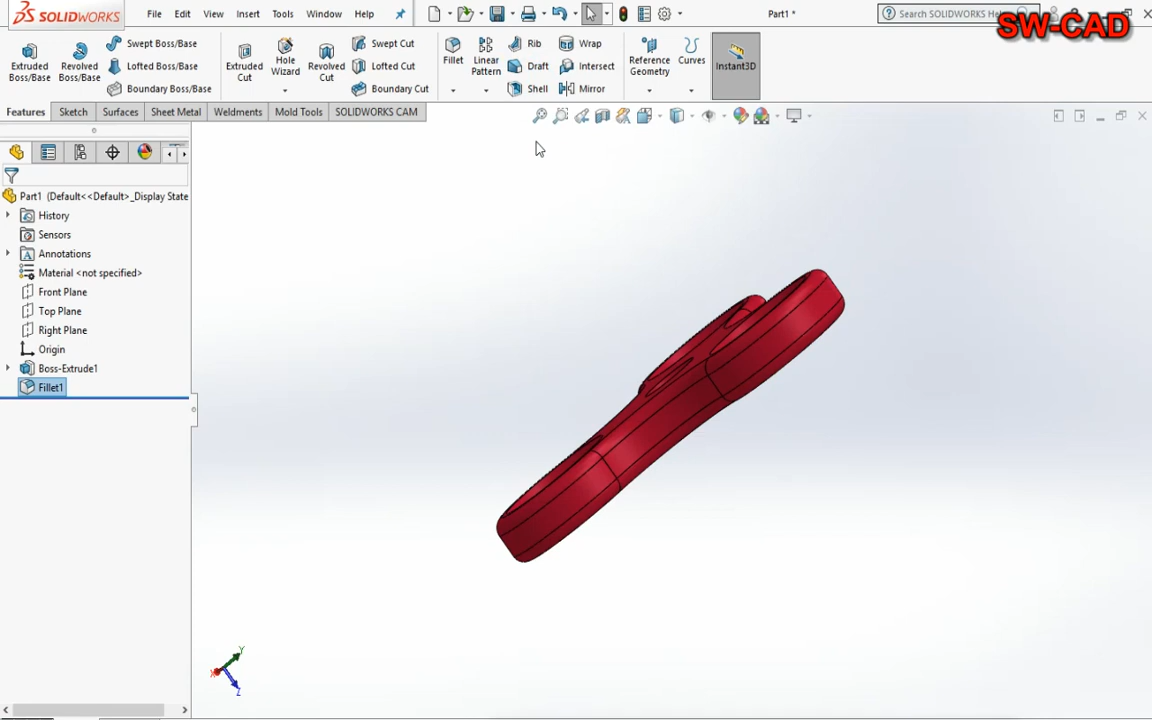 SOLIDWORKS
File Edit View Insert Tools Window Help
Part1 *
Search SOLIDWORKS Help
SW-CAD
Extruded Boss/Base
Revolved Boss/Base
Swept Boss/Base
Lofted Boss/Base
Boundary Boss/Base
Extruded Cut
Hole Wizard
Revolved Cut
Swept Cut
Lofted Cut
Boundary Cut
Fillet
Linear Pattern
Rib
Draft
Shell
Wrap
Intersect
Mirror
Reference Geometry
Curves
Instant3D
Features Sketch Surfaces Sheet Metal Weldments Mold Tools SOLIDWORKS CAM
Part1 (Default<<Default>_Display State
History
Sensors
Annotations
Material <not specified>
Front Plane
Top Plane
Right Plane
Origin
Boss-Extrude1
Fillet1
Y
X
Z